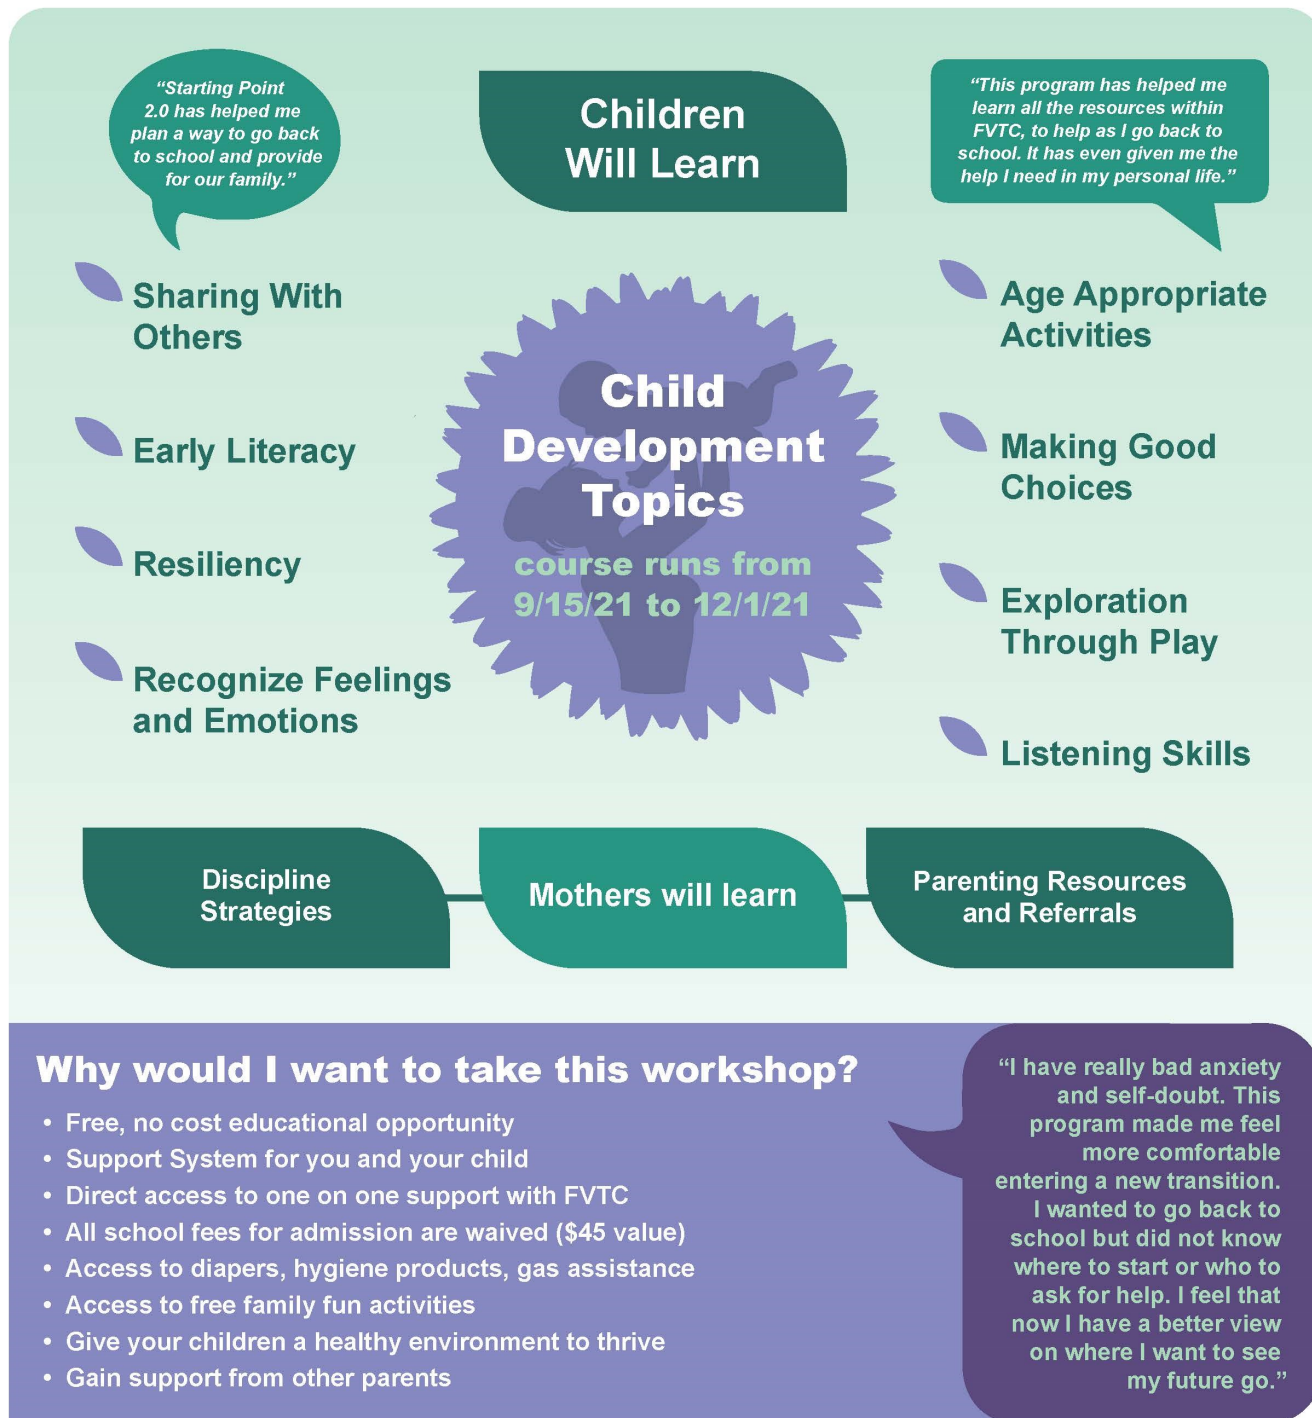 “Starting Point
2.0 has helped me
plan a way to go back
to school and provide
for our family.”
Children
Will Learn
“This program has helped me
learn all the resources within
FVTC, to help as I go back to
school. It has even given me the
help I need in my personal life.”
Sharing With
Others
Early Literacy
Resiliency
Recognize Feelings
and Emotions
Child
Development
Topics
course runs from
9/15/21 to 12/1/21
Age Appropriate
Activities
Making Good
Choices
Exploration
Through Play
Listening Skills
Discipline
Strategies
Mothers will learn
Parenting Resources
and Referrals
Why would I want to take this workshop?
• Free, no cost educational opportunity
• Support System for you and your child
• Direct access to one on one support with FVTC
• All school fees for admission are waived ($45 value)
• Access to diapers, hygiene products, gas assistance
• Access to free family fun activities
• Give your children a healthy environment to thrive
• Gain support from other parents
“I have really bad anxiety
and self-doubt. This
program made me feel
more comfortable
entering a new transition.
I wanted to go back to
school but did not know
where to start or who to
ask for help. I feel that
now I have a better view
on where I want to see
my future go.”